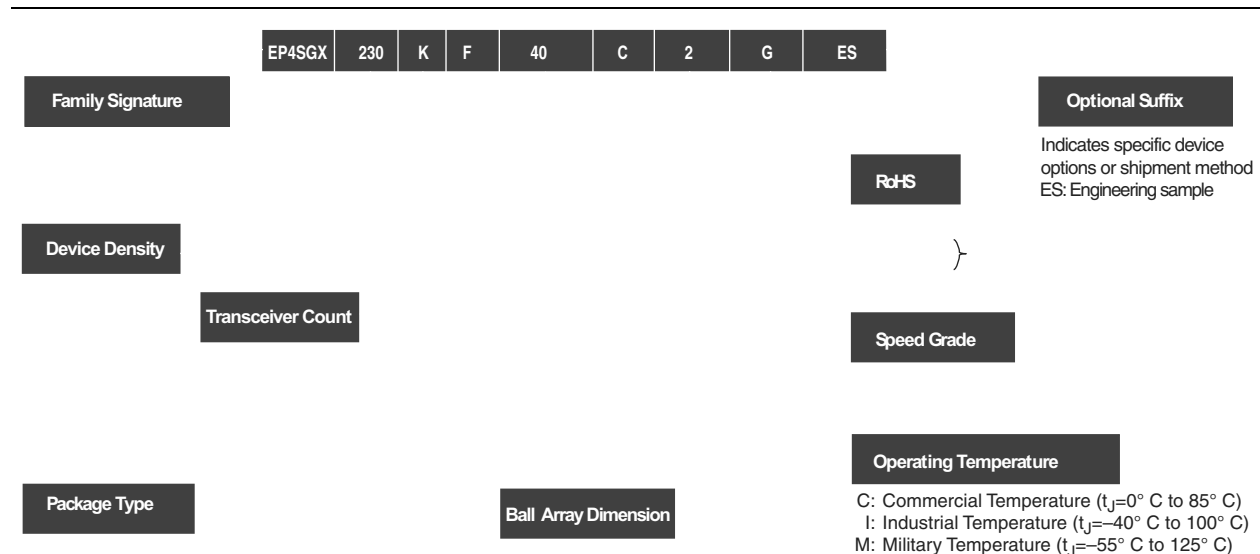 EP4SGX 230 K F 40 C 2 G ES
Family Signature
Optional Suffix
Indicates specific device
options or shipment method
ES: Engineering sample
RoHS
Device Density
Transceiver Count
Speed Grade
Operating Temperature
C: Commercial Temperature (tJ=0° C to 85° C)
I: Industrial Temperature (tJ=–40° C to 100° C)
M: Military Temperature (tJ=–55° C to 125° C)
Package Type
Ball Array Dimension